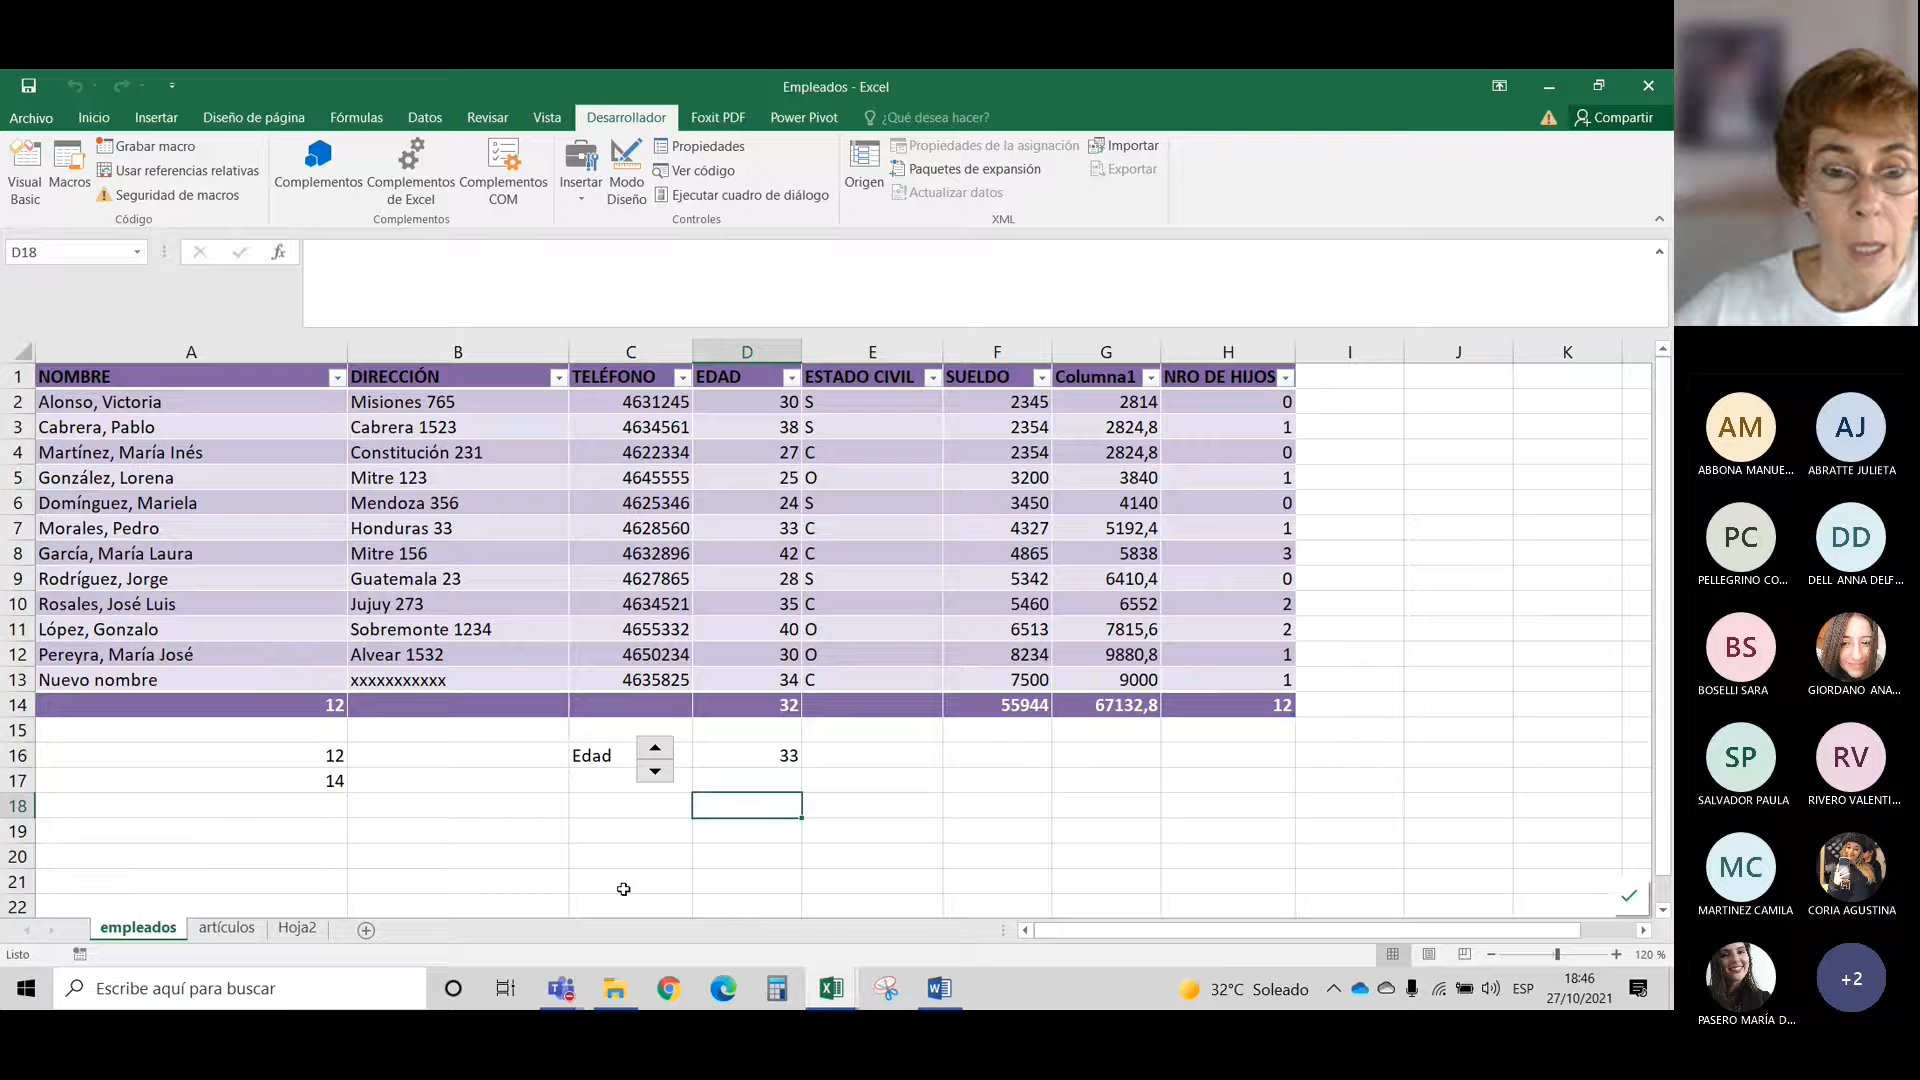 Empleados - Excel
Archivo Inicio Insertar Diseño de página Fórmulas Datos Revisar Vista Desarrollador Foxit PDF Power Pivot ¿Qué desea hacer? Compartir
Visual Basic
Macros
Grabar macro
Usar referencias relativas
Seguridad de macros
Código
Complementos
Complementos de Excel
Complementos COM
Complementos
Insertar
Modo Diseño
Propiedades
Ver código
Ejecutar cuadro de diálogo
Controles
Origen
Propiedades de la asignación
Paquetes de expansión
Actualizar datos
Importar
Exportar
XML
D18 fx
A B C D E F G H I J K
1 NOMBRE DIRECCIÓN TELÉFONO EDAD ESTADO CIVIL SUELDO Columna1 NRO DE HIJOS
2 Alonso, Victoria Misiones 765 4631245 30 S 2345 2814 0
3 Cabrera, Pablo Cabrera 1523 4634561 38 S 2354 2824,8 1
4 Martínez, María Inés Constitución 231 4622334 27 C 2354 2824,8 0
5 González, Lorena Mitre 123 4645555 25 O 3200 3840 1
6 Domínguez, Mariela Mendoza 356 4625346 24 S 3450 4140 0
7 Morales, Pedro Honduras 33 4628560 33 C 4327 5192,4 1
8 García, María Laura Mitre 156 4632896 42 C 4865 5838 3
9 Rodríguez, Jorge Guatemala 23 4627865 28 S 5342 6410,4 0
10 Rosales, José Luis Jujuy 273 4634521 35 C 5460 6552 2
11 López, Gonzalo Sobremonte 1234 4655332 40 O 6513 7815,6 2
12 Pereyra, María José Alvear 1532 4650234 30 O 8234 9880,8 1
13 Nuevo nombre xxxxxxxxxxx 4635825 34 C 7500 9000 1
14 12 32 55944 67132,8 12
15
16 12 Edad 33
17 14
18
19
20
21
22
empleados artículos Hoja2
Listo 120 %
Escribe aquí para buscar
32°C Soleado ESP
18:46
27/10/2021
AM AJ
ABBONA MANUE... ABRATTE JULIETA
PC DD
PELLEGRINO CO... DELL ANNA DELF...
BS
BOSELLI SARA GIORDANO ANA...
SP RV
SALVADOR PAULA RIVERO VALENTI...
MC
MARTINEZ CAMILA CORIA AGUSTINA
+2
PASERO MARÍA D...